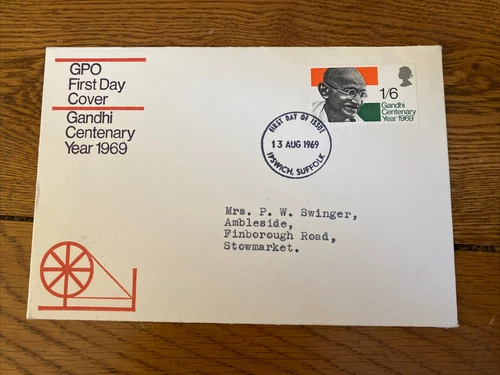 GPO
First Day
Cover
Gandhi
Centenary
Year 1969
1/6
Gandhi
Centenary
Year 1969
FIRST DAY OF ISSUE
13 AUG 1969
IPSWICH, SUFFOLK
Mrs. P. W. Swinger,
Ambleside,
Finborough Road,
Stowmarket.